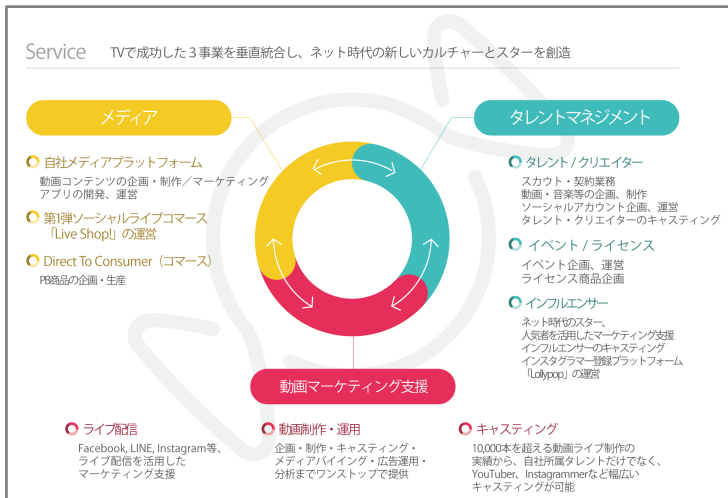 Service TVで成功した3事業を垂直統合し、ネット時代の新しいカルチャーとスターを創造
メディア
自社メディアプラットフォーム
動画コンテンツの企画・制作／マーケティング
アプリの開発、運営
第1弾ソーシャルライブコマース
「Live Shop!」の運営
Direct To Consumer（コマース）
PB商品の企画・生産
タレントマネジメント
タレント / クリエイター
スカウト・契約業務
動画・音楽等の企画、制作
ソーシャルアカウント企画、運営
タレント・クリエイターのキャスティング
イベント / ライセンス
イベント企画、運営
ライセンス商品企画
インフルエンサー
ネット時代のスター、
人気者を活用したマーケティング支援
インフルエンサーのキャスティング
インスタグラマー登録プラットフォーム
「Lollypop」の運営
動画マーケティング支援
ライブ配信
Facebook, LINE, Instagram等、
ライブ配信を活用した
マーケティング支援
動画制作・運用
企画・制作・キャスティング・
メディアバイイング・広告運用・
分析までワンストップで提供
キャスティング
10,000本を超える動画ライブ制作の
実績から、自社所属タレントだけでなく、
YouTuber、Instagrammerなど幅広い
キャスティングが可能